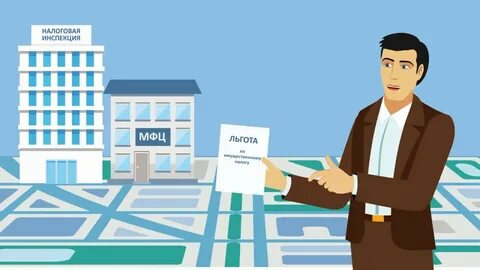 НАЛОГОВАЯ
ИНСПЕКЦИЯ
МФЦ
ЛЬГОТА
по
имущественному
налогу